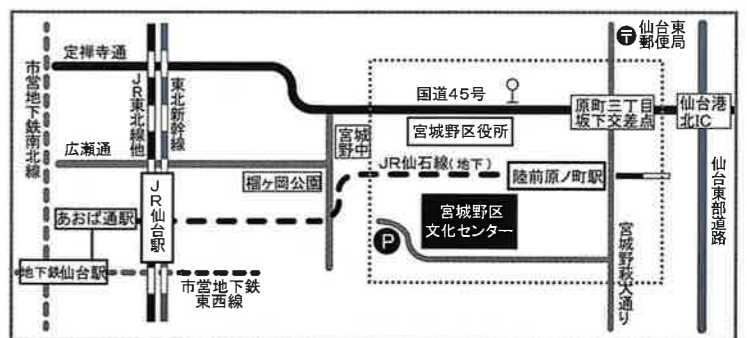 定禅寺通
市営地下鉄南北線
JR東北線他
東北新幹線
広瀬通
JR仙台駅
あおば通駅
地下鉄仙台駅
市営地下鉄
東西線
榴ヶ岡公園
宮城
野中
国道45号
宮城野区役所
JR仙石線(地下)
陸前原ノ町駅
宮城野区
文化センター
P
原町三丁目
坂下交差点
〒仙台東
郵便局
仙台港
北IC
仙台東部道路
宮城野萩大通り